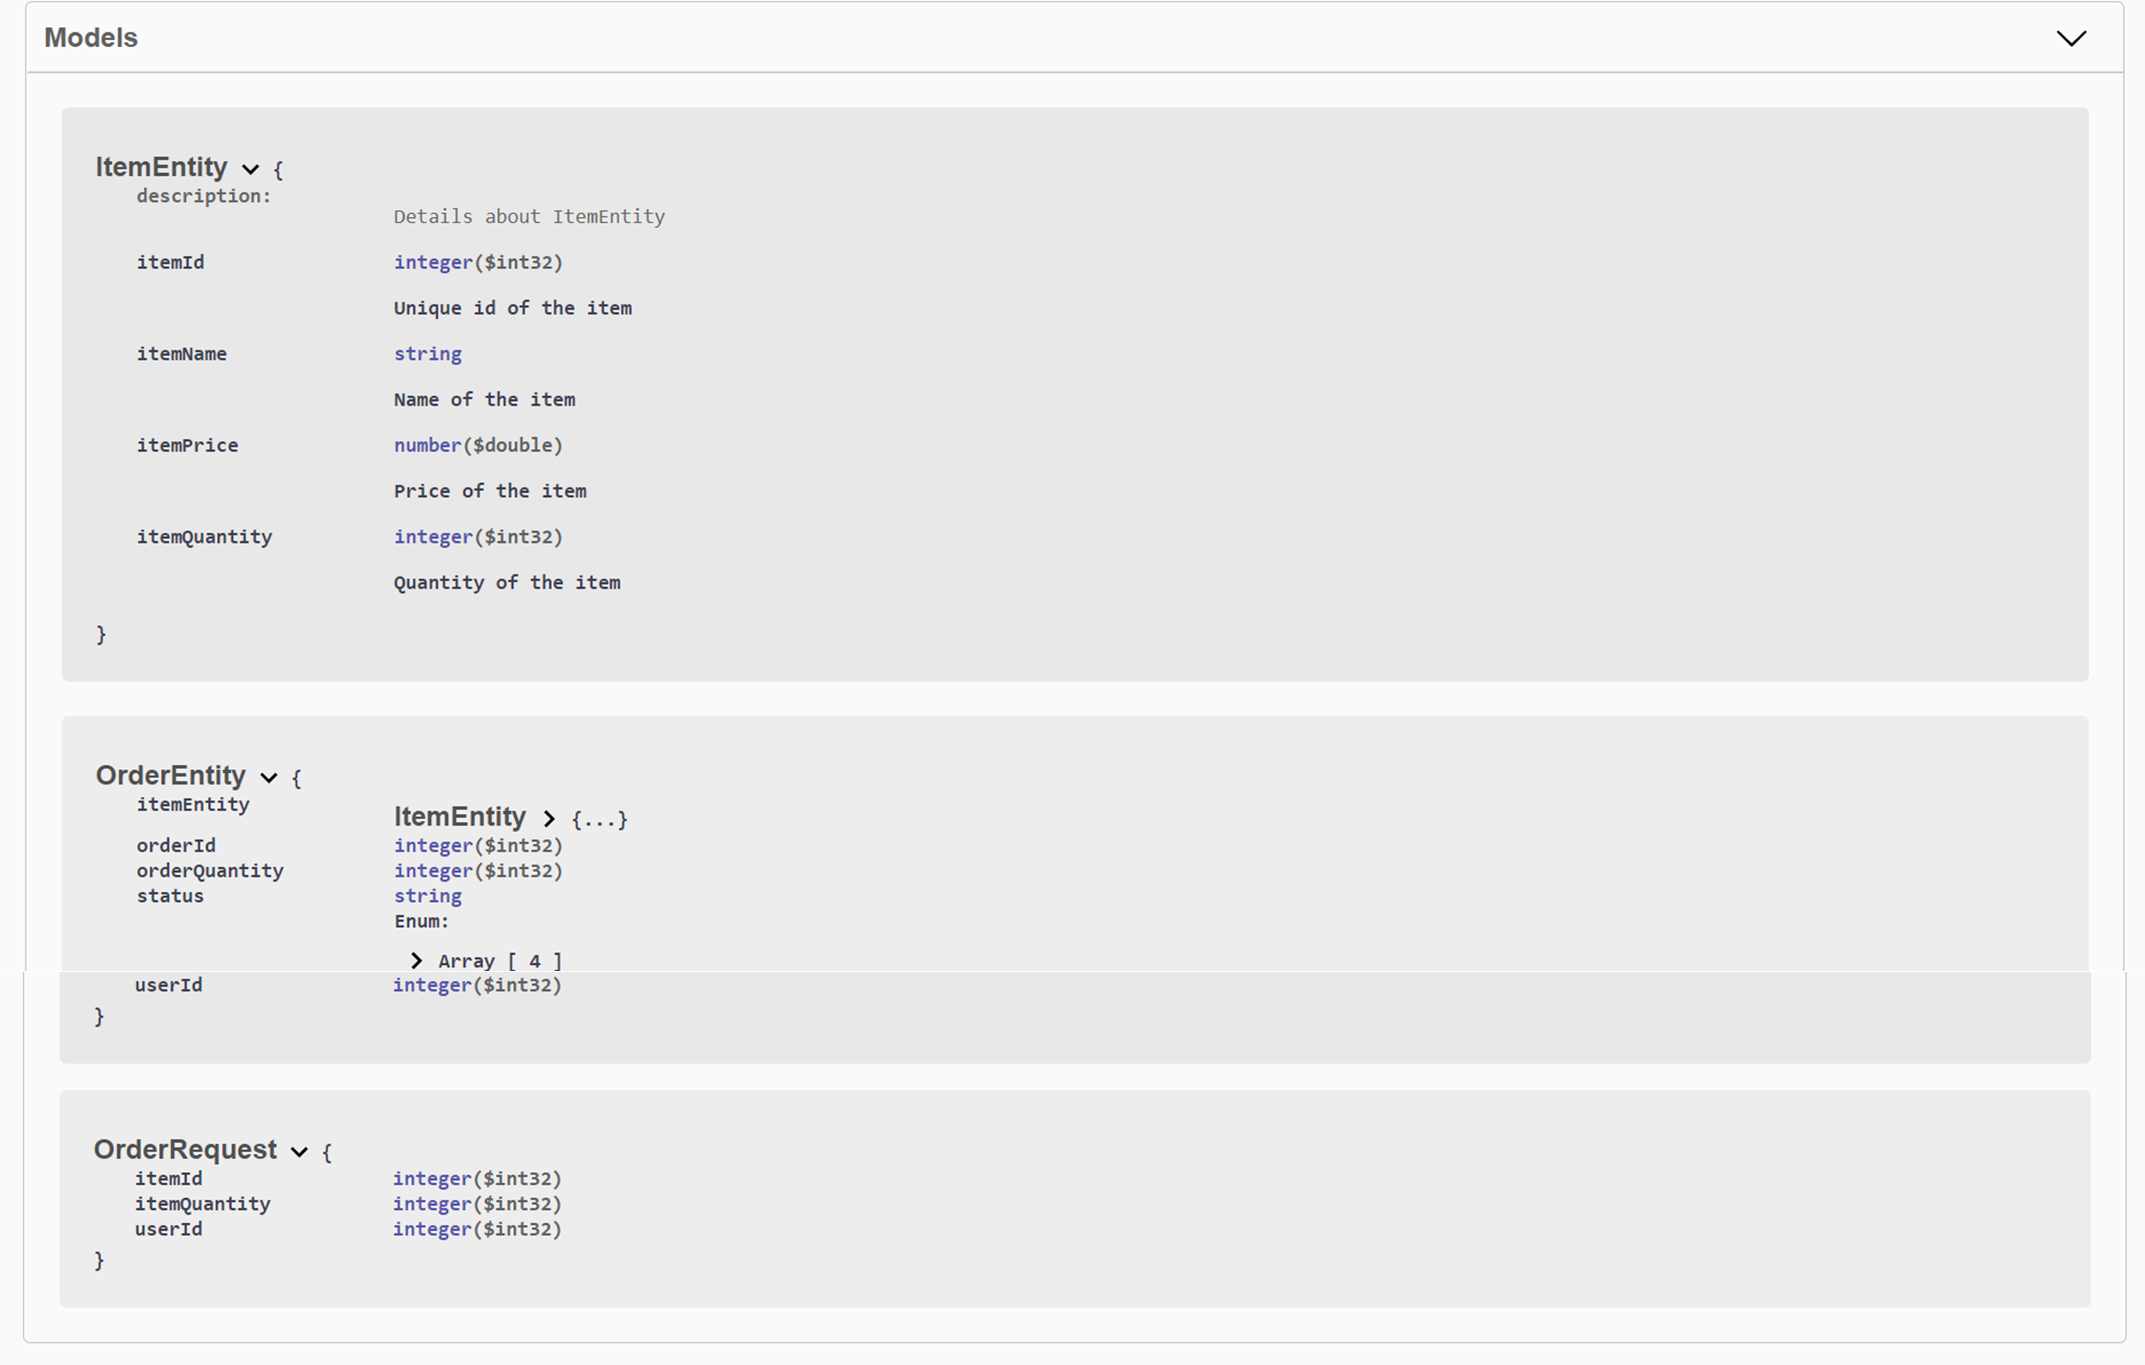 Models
ItemEntity {
description:
Details about ItemEntity
itemId integer($int32)
Unique id of the item
itemName string
Name of the item
itemPrice number($double)
Price of the item
itemQuantity integer($int32)
Quantity of the item
}
OrderEntity {
itemEntity
ItemEntity {...}
orderId integer($int32)
orderQuantity integer($int32)
status string
Enum:
Array [ 4 ]
userId integer($int32)
}
OrderRequest {
itemId integer($int32)
itemQuantity integer($int32)
userId integer($int32)
}